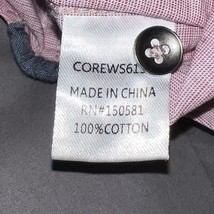 COREWS61
MADE IN CHINA
RN#150581
100%COTTON